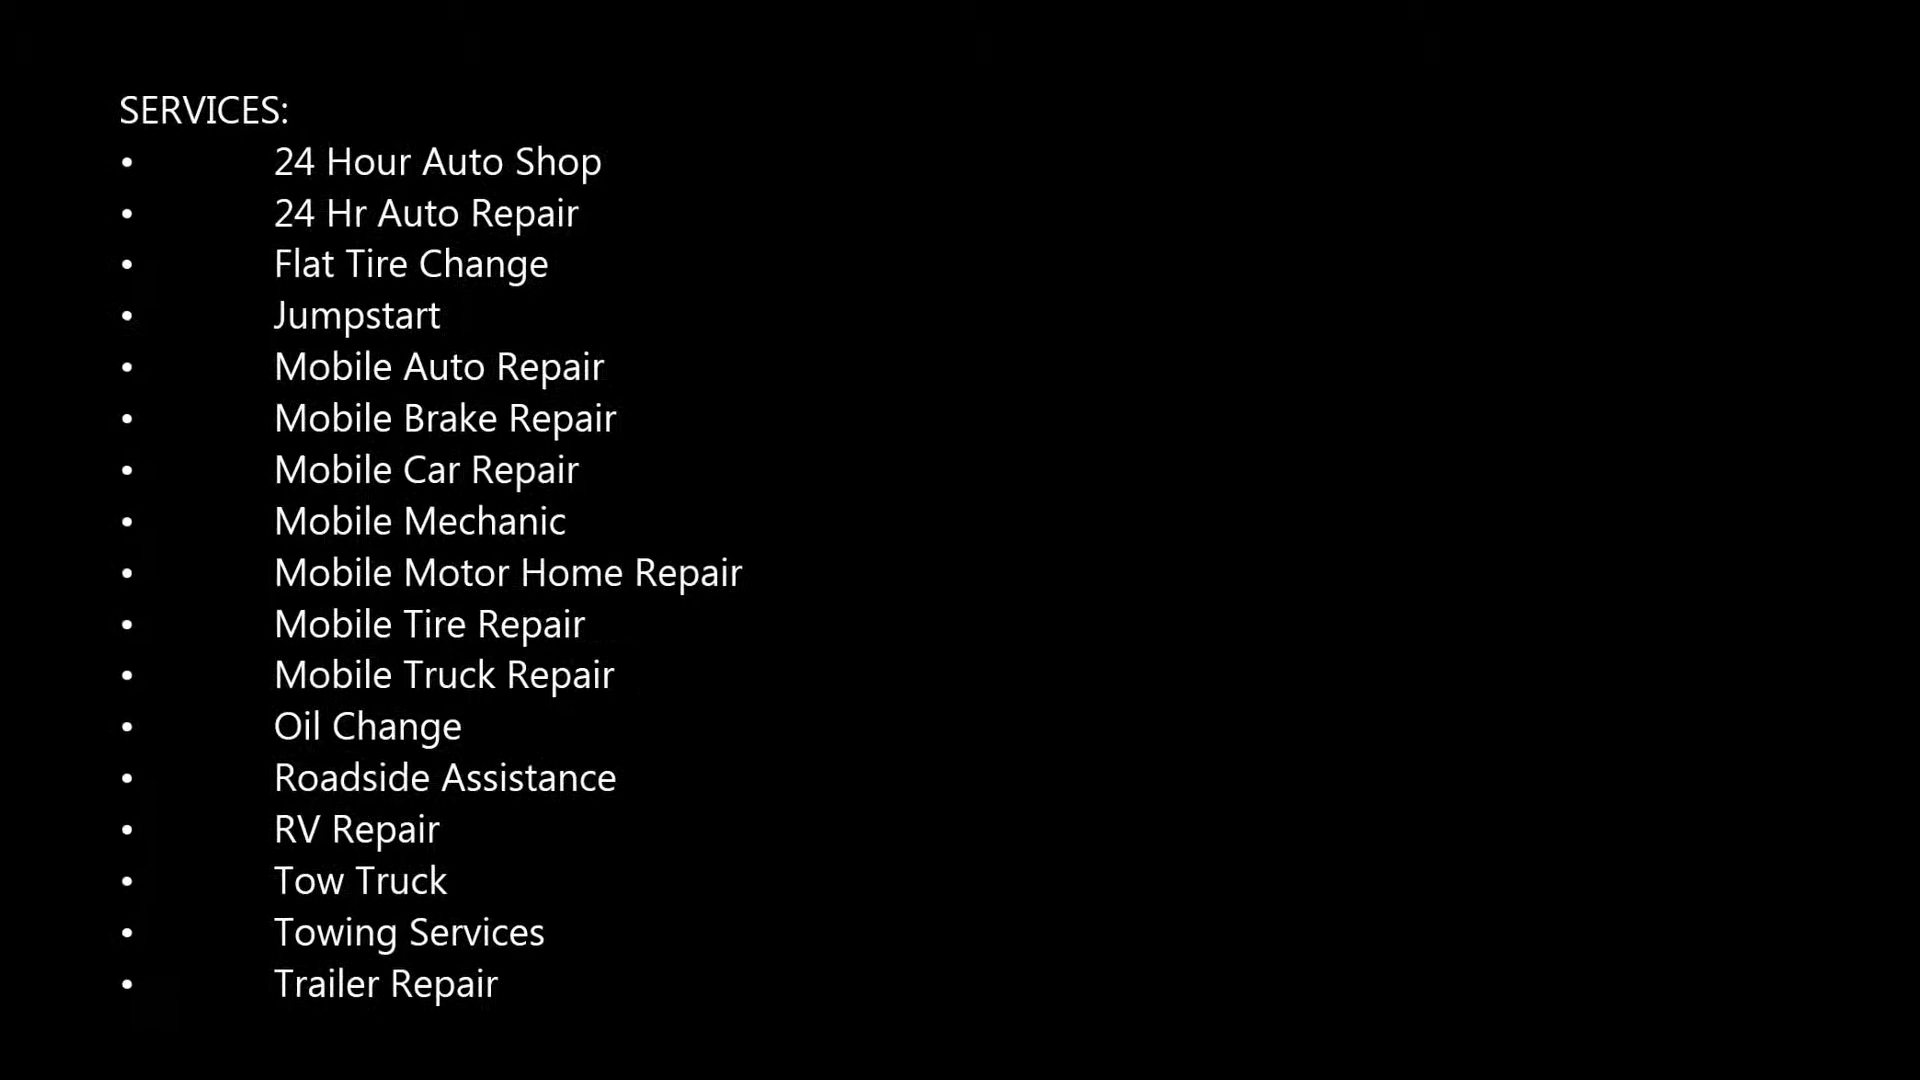 SERVICES:
• 24 Hour Auto Shop
• 24 Hr Auto Repair
• Flat Tire Change
• Jumpstart
• Mobile Auto Repair
• Mobile Brake Repair
• Mobile Car Repair
• Mobile Mechanic
• Mobile Motor Home Repair
• Mobile Tire Repair
• Mobile Truck Repair
• Oil Change
• Roadside Assistance
• RV Repair
• Tow Truck
• Towing Services
• Trailer Repair